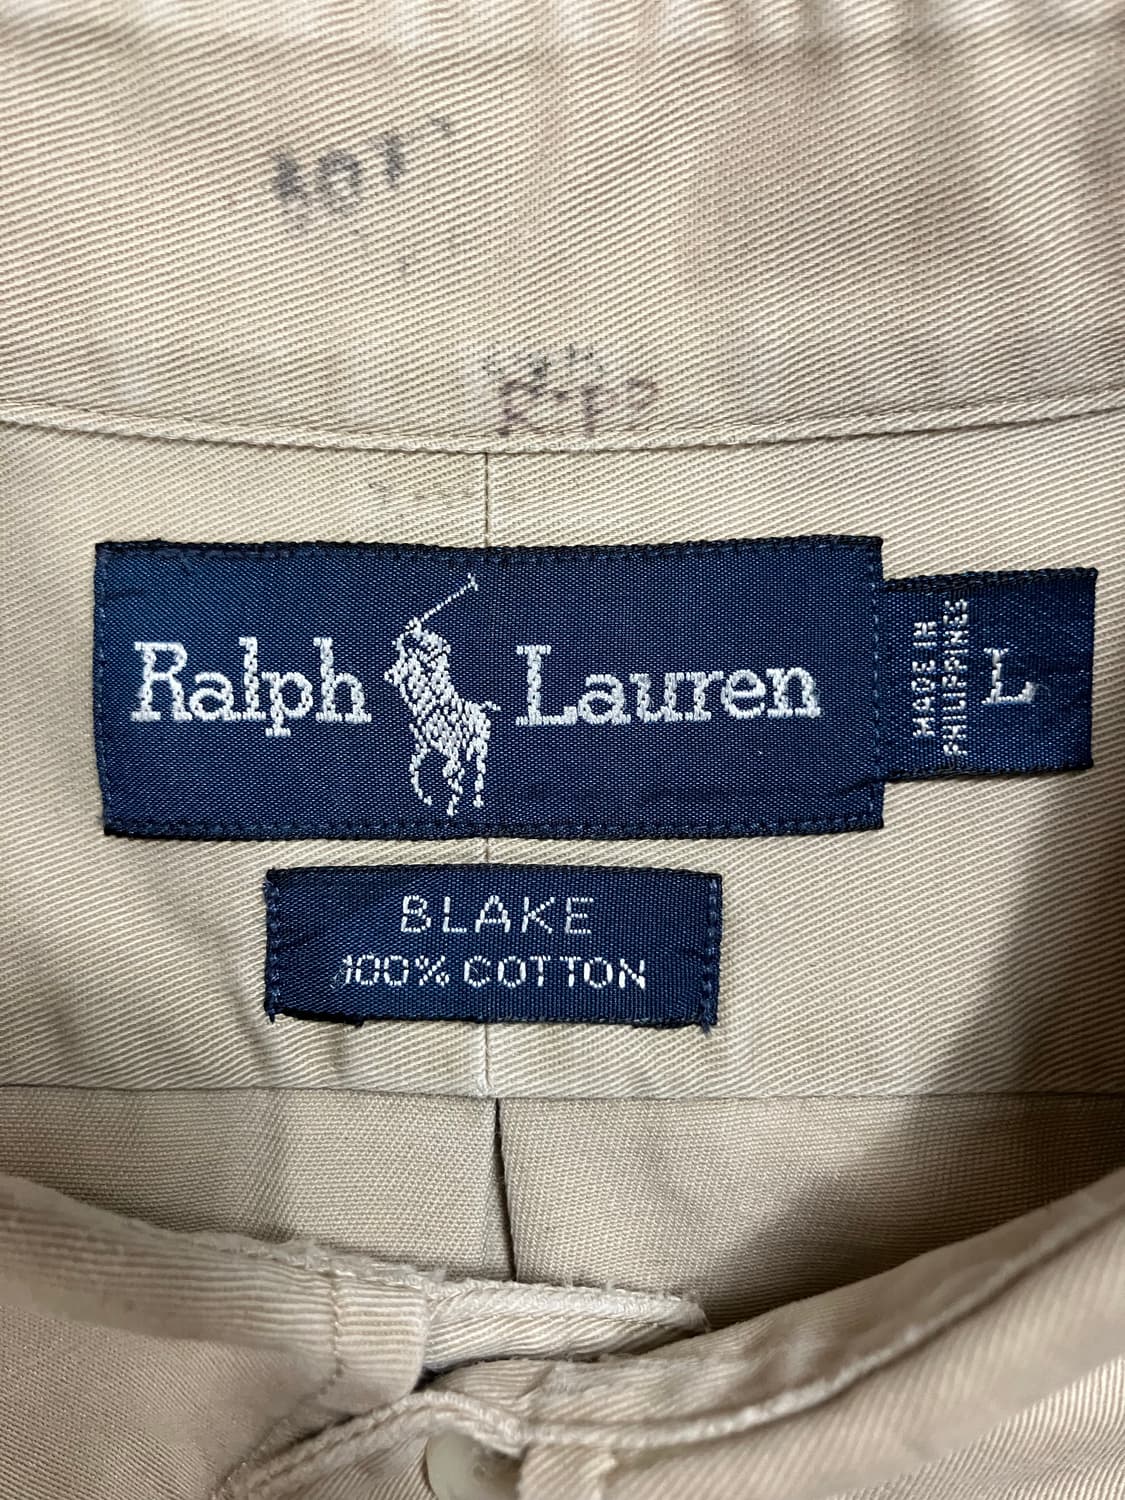 Ralph Lauren
MADE IN
PHILIPPINES
L
BLAKE
100% COTTON